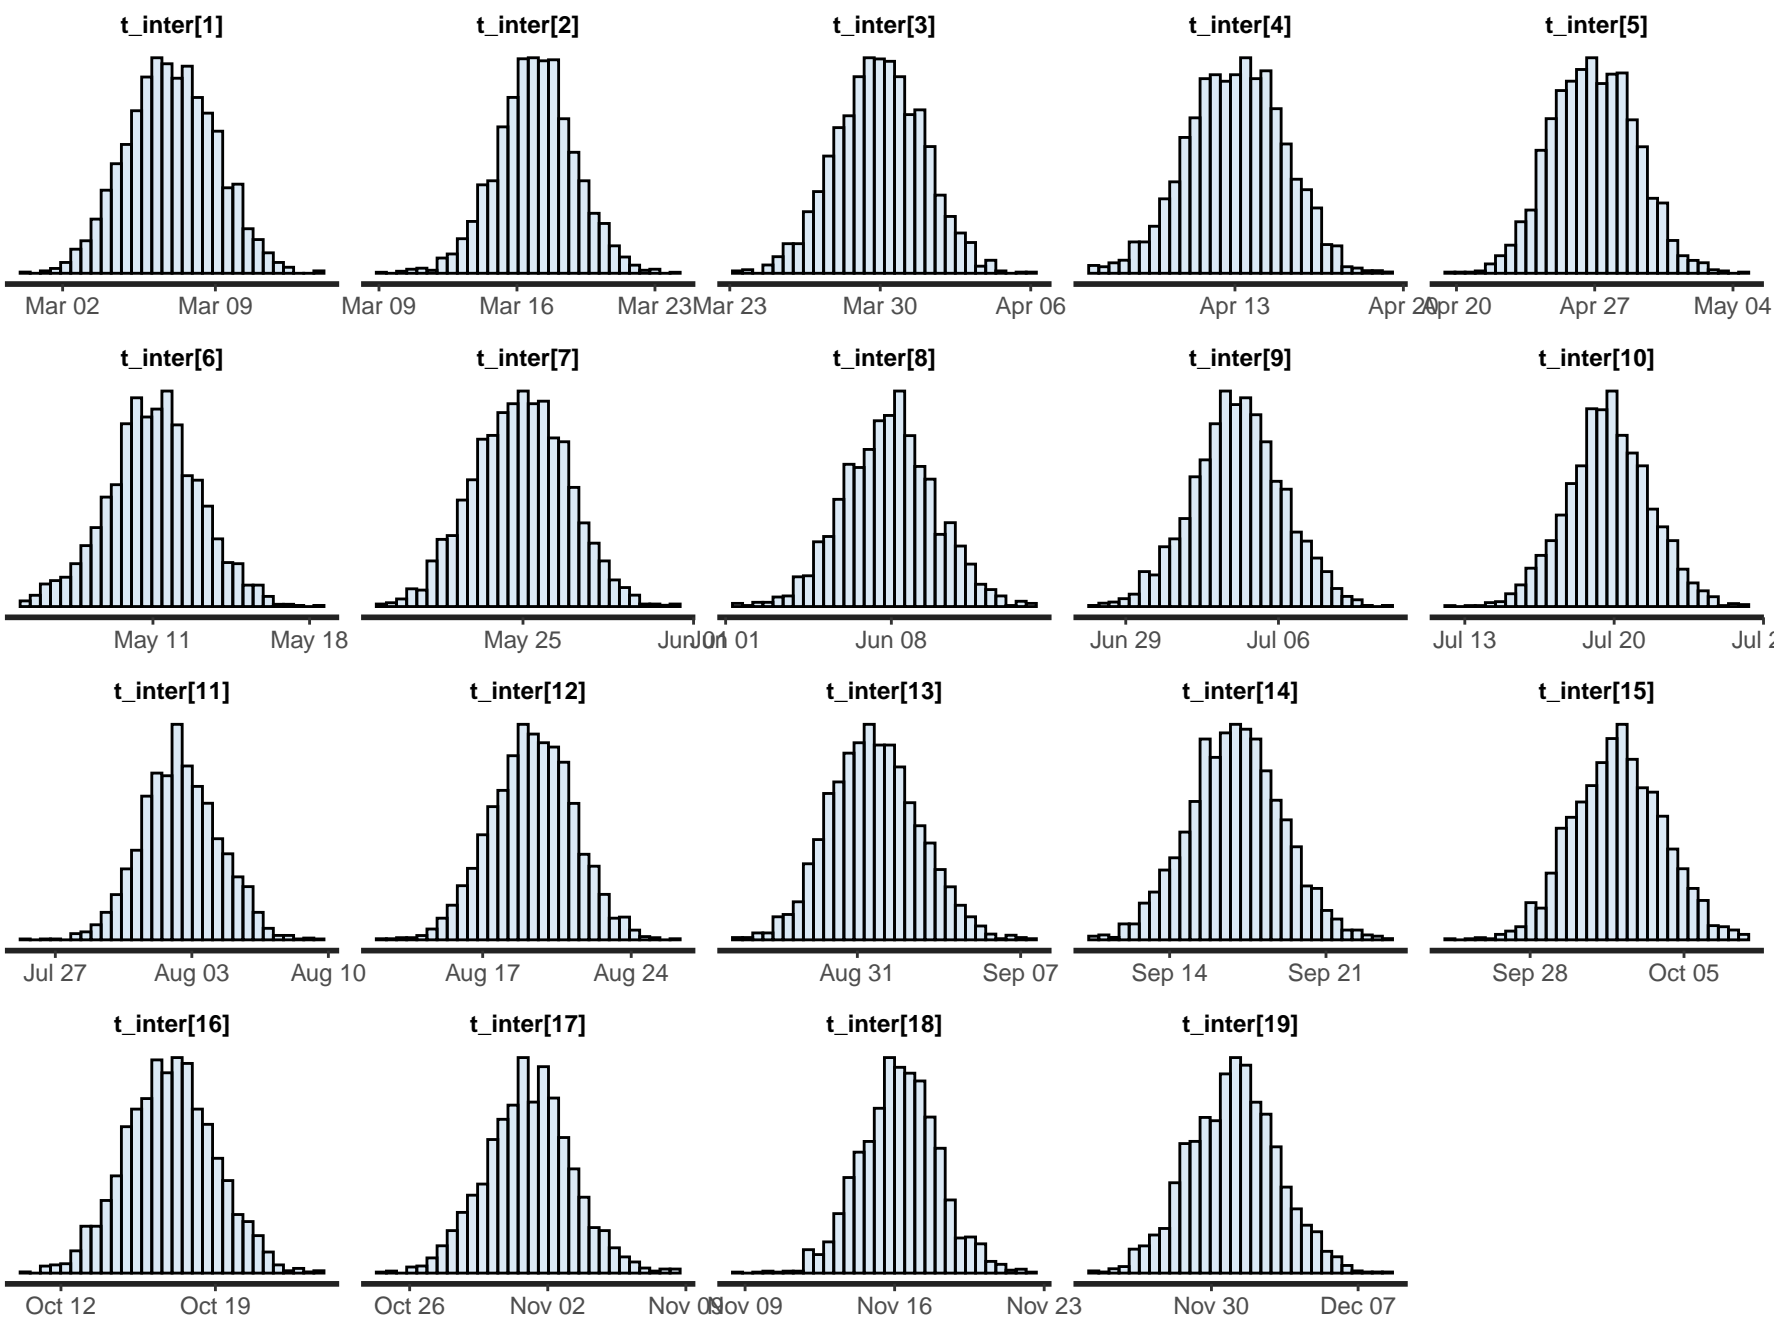 t_inter[1] t_inter[2] t_inter[3] t_inter[4] t_inter[5]
Mar 02 Mar 09 Mar 09 Mar 16 Mar 23 Mar 23 Mar 30 Apr 06 Apr 13 Apr 20 Apr 20 Apr 27 May 04
t_inter[6] t_inter[7] t_inter[8] t_inter[9] t_inter[10]
May 11 May 18 May 25 Jun 01 Jun 01 Jun 08 Jun 29 Jul 06 Jul 13 Jul 20 Jul
t_inter[11] t_inter[12] t_inter[13] t_inter[14] t_inter[15]
Jul 27 Aug 03 Aug 10 Aug 17 Aug 24 Aug 31 Sep 07 Sep 14 Sep 21 Sep 28 Oct 05
t_inter[16] t_inter[17] t_inter[18] t_inter[19]
Oct 12 Oct 19 Oct 26 Nov 02 Nov 09 Nov 09 Nov 16 Nov 23 Nov 30 Dec 07